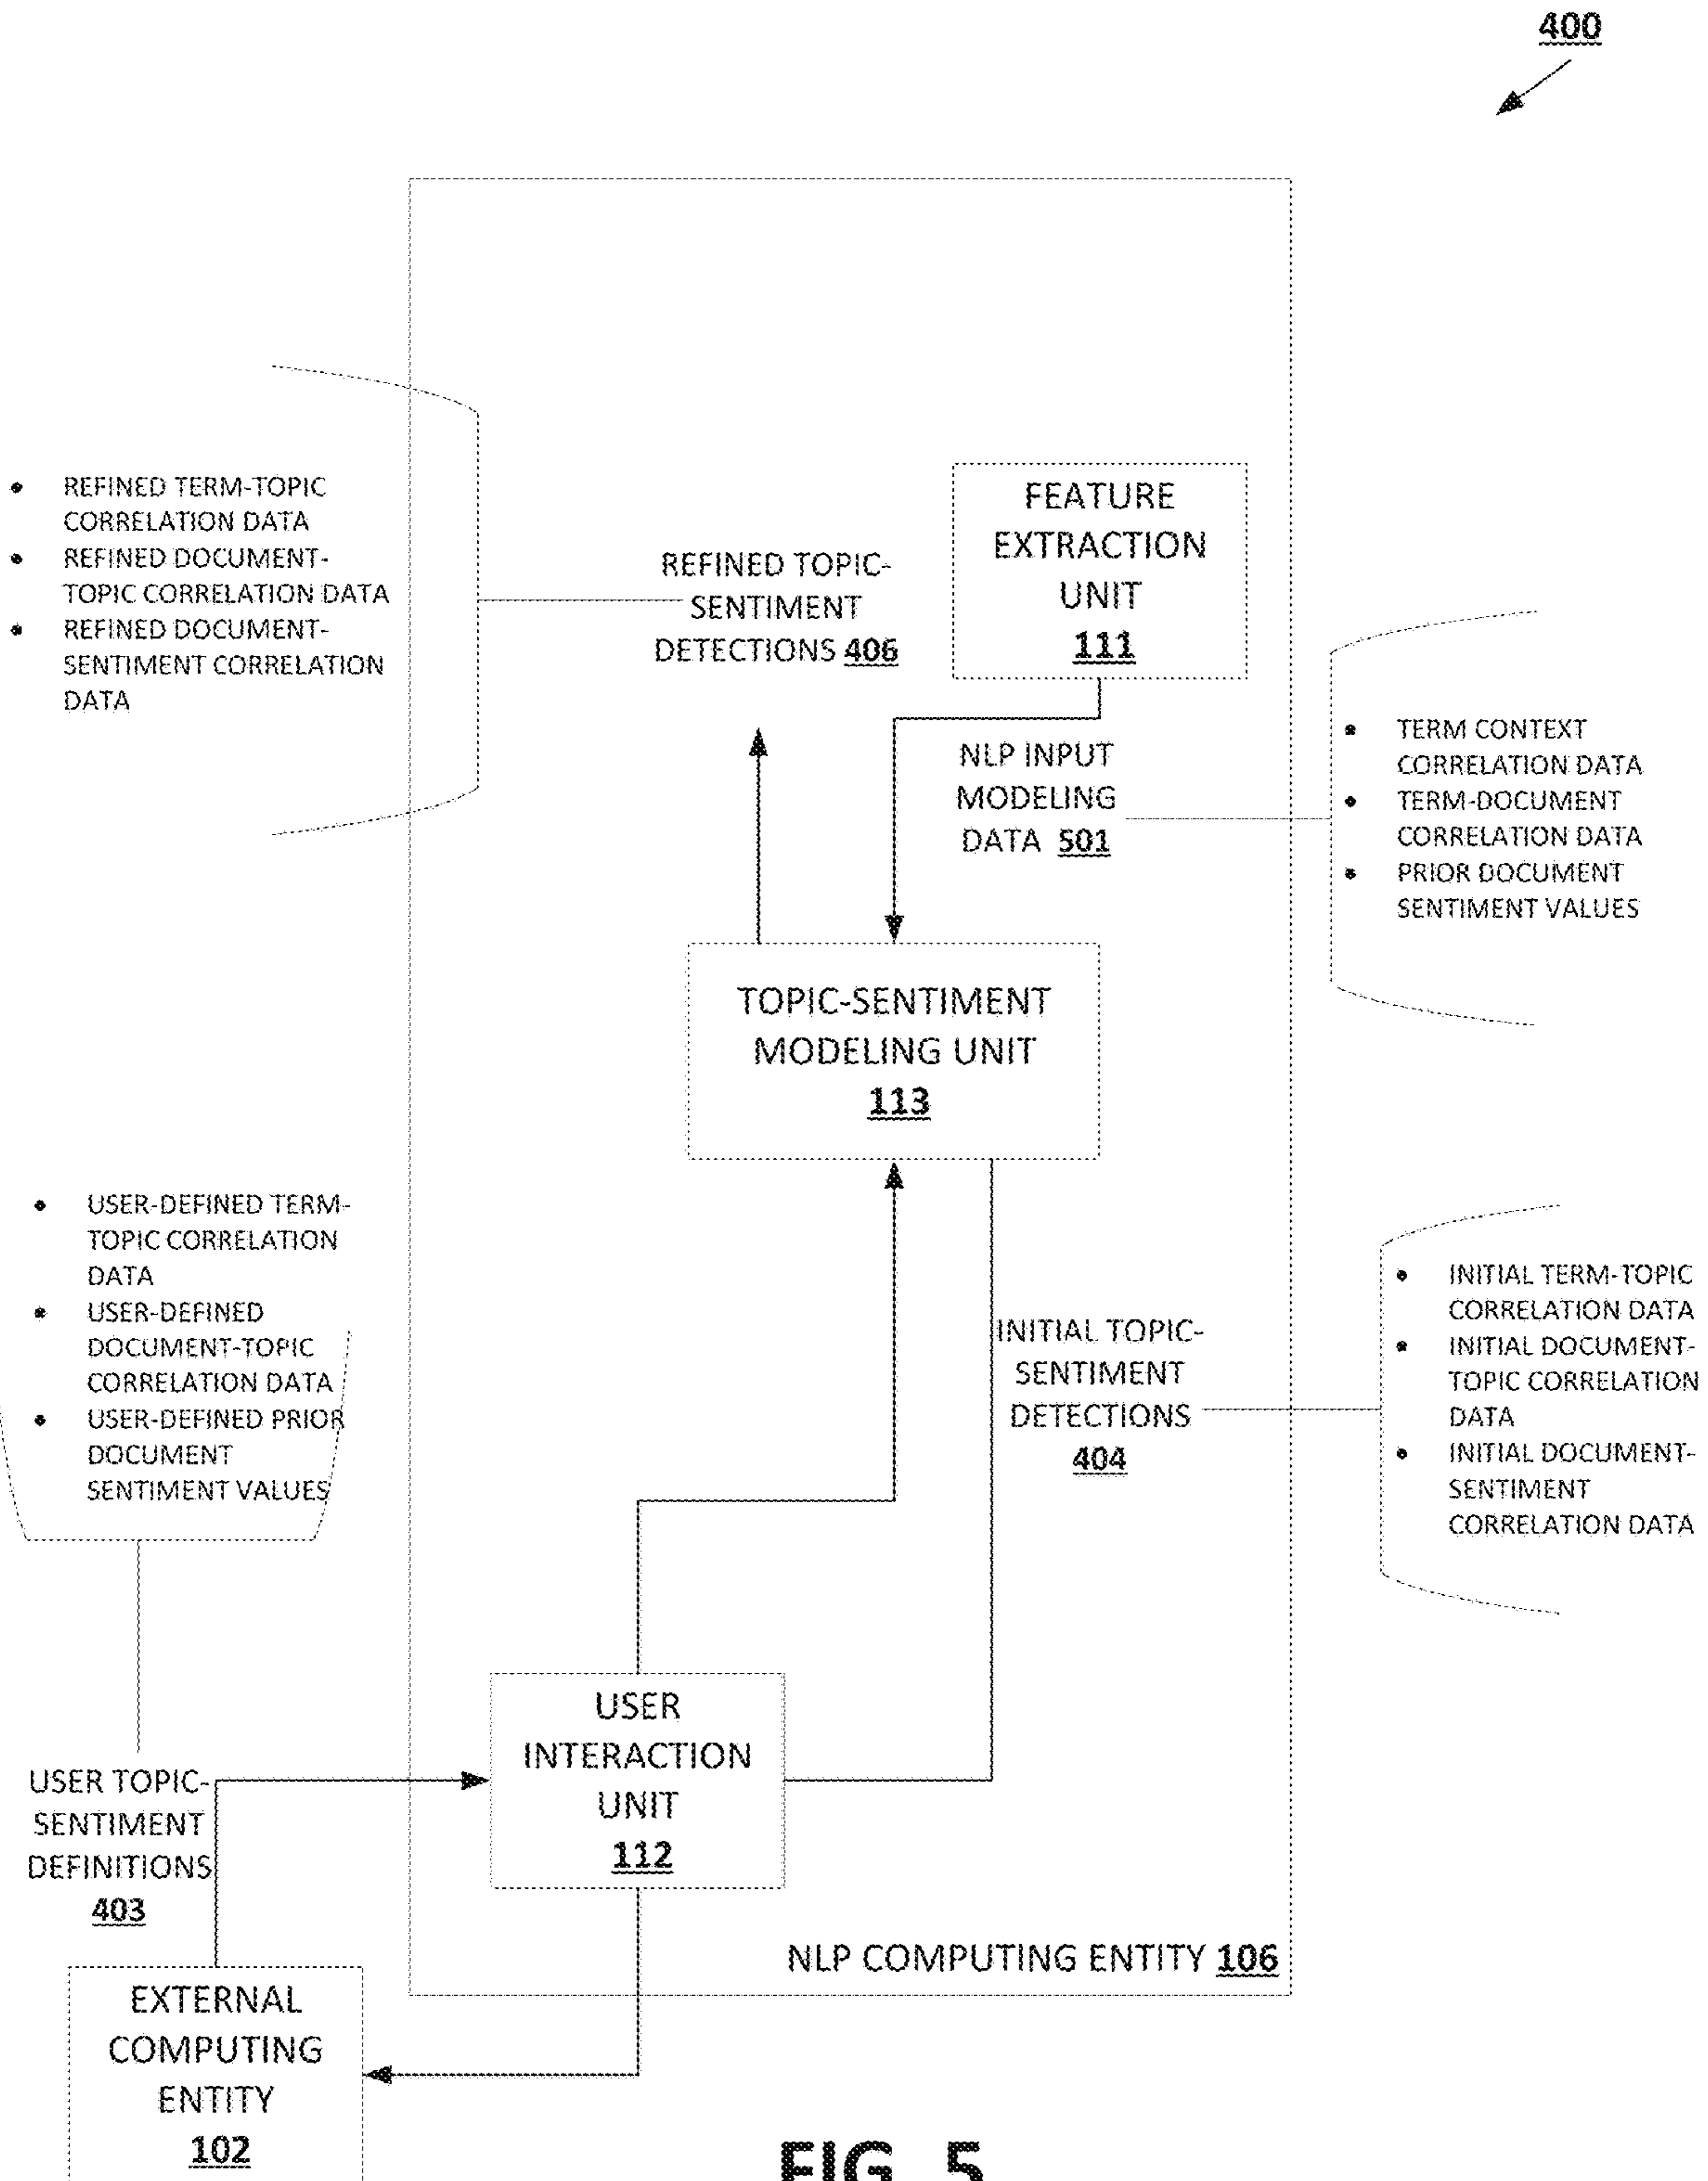 400
• REFINED TERM-TOPIC
CORRELATION DATA
• REFINED DOCUMENT-
TOPIC CORRELATION DATA
• REFINED DOCUMENT-
SENTIMENT CORRELATION
DATA
REFINED TOPIC-
SENTIMENT
DETECTIONS 406
FEATURE
EXTRACTION
UNIT
111
NLP INPUT
MODELING
DATA 501
• TERM CONTEXT
CORRELATION DATA
• TERM-DOCUMENT
CORRELATION DATA
• PRIOR DOCUMENT
SENTIMENT VALUES
TOPIC-SENTIMENT
MODELING UNIT
113
• USER-DEFINED TERM-
TOPIC CORRELATION
DATA
• USER-DEFINED
DOCUMENT-TOPIC
CORRELATION DATA
• USER-DEFINED PRIOR
DOCUMENT
SENTIMENT VALUES
INITIAL TOPIC-
SENTIMENT
DETECTIONS
404
• INITIAL TERM-TOPIC
CORRELATION DATA
• INITIAL DOCUMENT-
TOPIC CORRELATION
DATA
• INITIAL DOCUMENT-
SENTIMENT
CORRELATION DATA
USER
INTERACTION
UNIT
112
USER TOPIC-
SENTIMENT
DEFINITIONS
403
NLP COMPUTING ENTITY 106
EXTERNAL
COMPUTING
ENTITY
102
FIG. 5